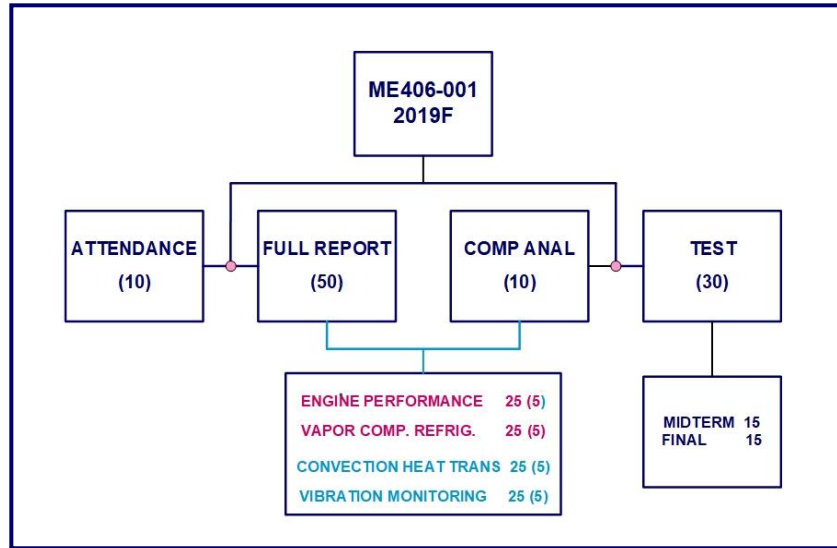 ME406-001
2019F
ATTENDANCE
(10)
FULL REPORT
(50)
COMP ANAL
(10)
TEST
(30)
ENGINE PERFORMANCE 25 (5)
VAPOR COMP. REFRIG. 25 (5)
CONVECTION HEAT TRANS 25 (5)
VIBRATION MONITORING 25 (5)
MIDTERM 15
FINAL 15